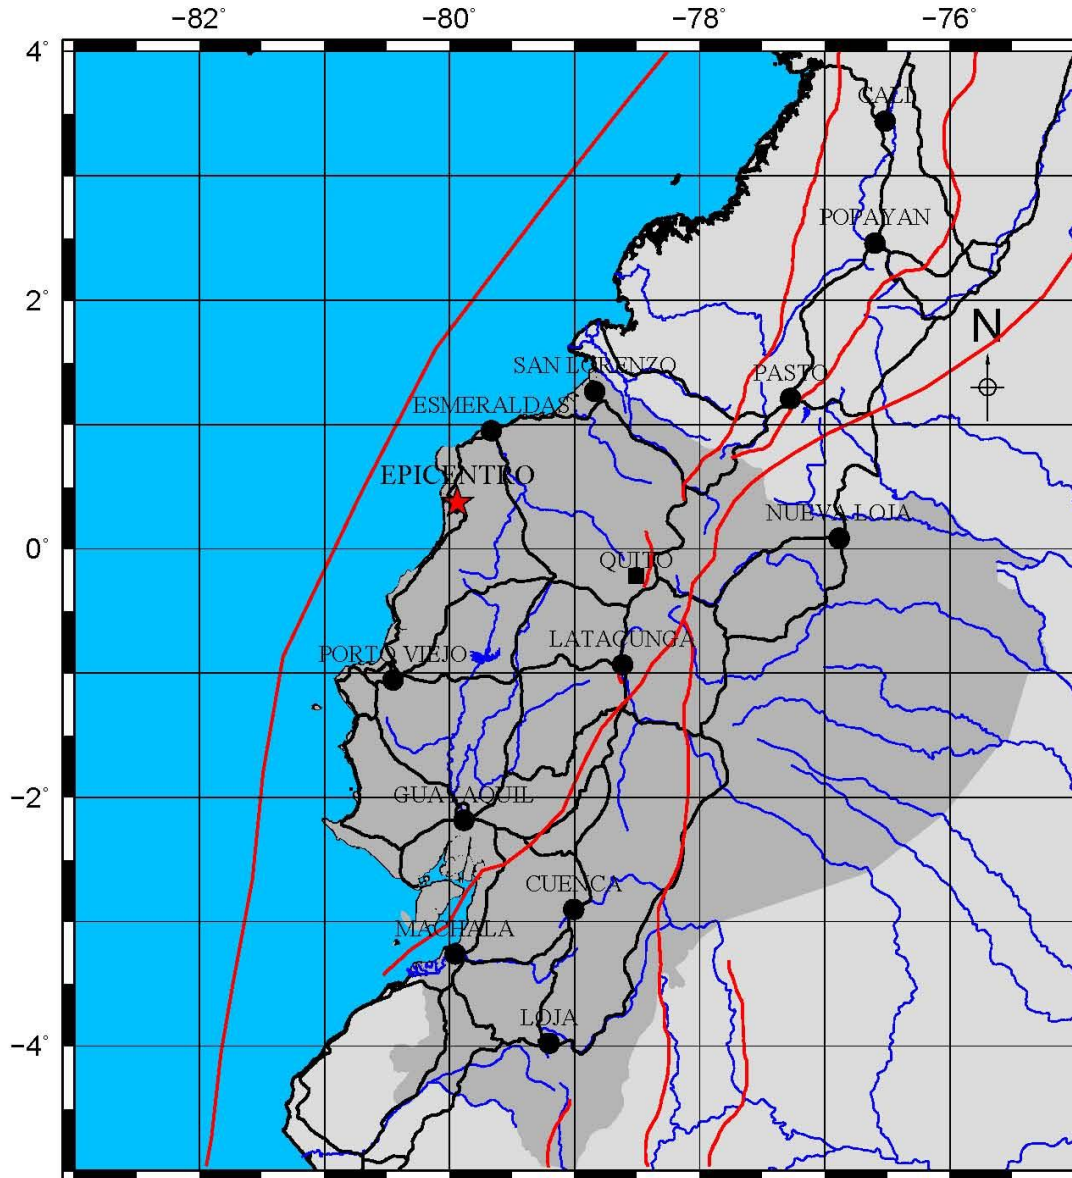 −82° −80° −78° −76°
4°
CALI
POPAYAN
2°
N
SAN LORENZO
PASTO
ESMERALDAS
EPICENTRO
NUEVA LOJA
0°
QUITO
LATACUNGA
PORTO VIEJO
−2°
GUAYAQUIL
CUENCA
MACHALA
LOJA
−4°